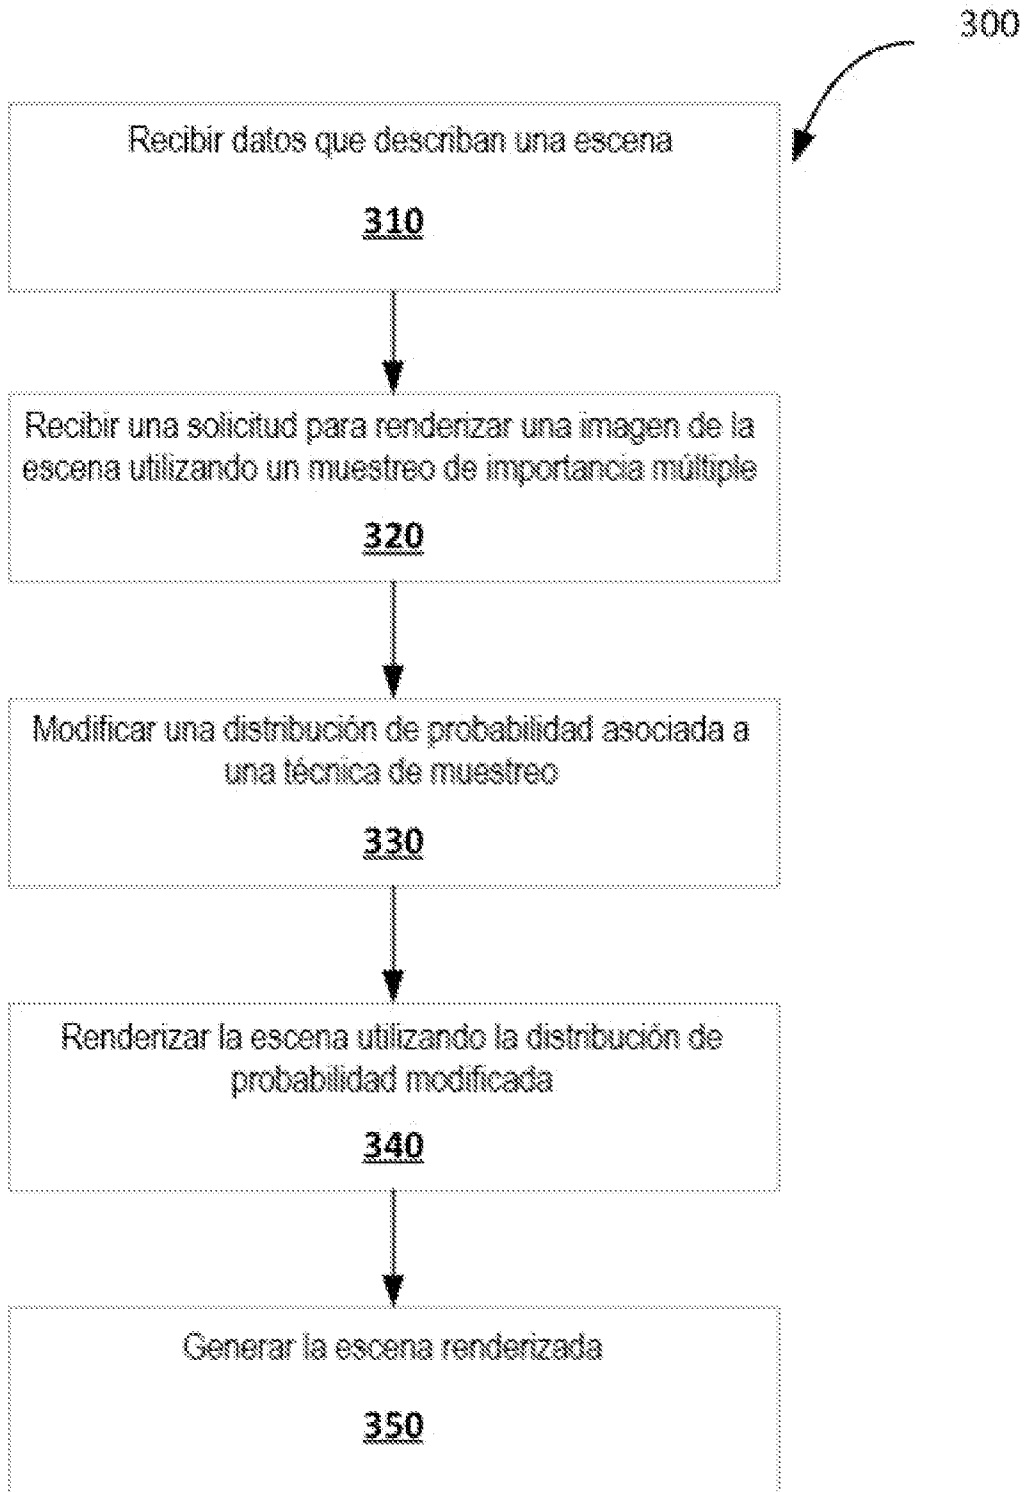 300
Recibir datos que describan una escena
310
Recibir una solicitud para renderizar una imagen de la
escena utilizando un muestreo de importancia múltiple
320
Modificar una distribución de probabilidad asociada a
una técnica de muestreo
330
Renderizar la escena utilizando la distribución de
probabilidad modificada
340
Generar la escena renderizada
350